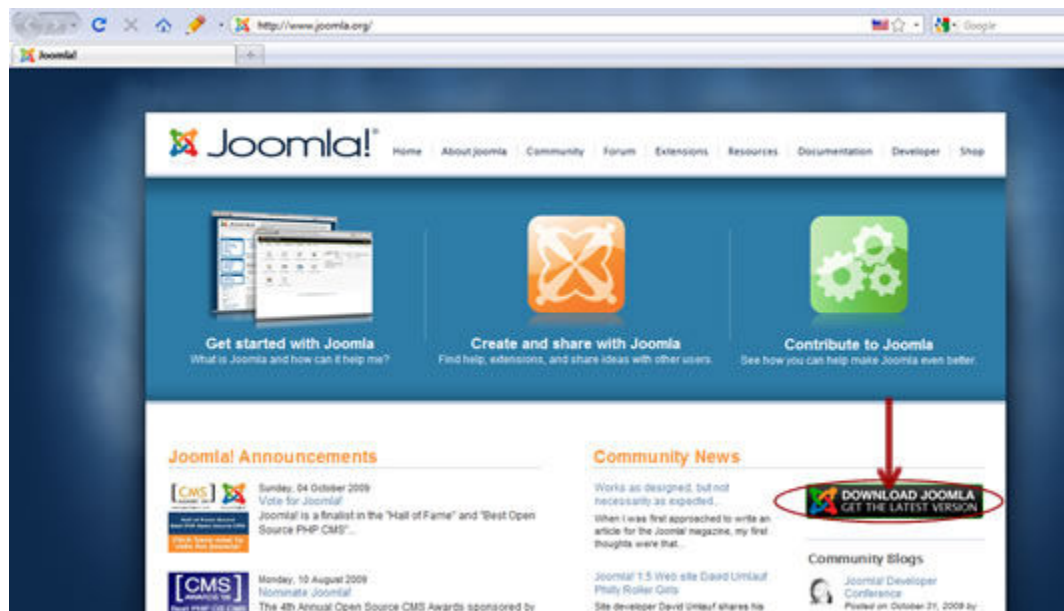 http://www.joomla.org/
Google
Joomla!
Joomla!®
Home About Joomla Community Forum Extensions Resources Documentation Developer Shop
Get started with Joomla
What is Joomla and how can it help me?
Create and share with Joomla
Find help, extensions, and share ideas with other users.
Contribute to Joomla
See how you can help make Joomla even better.
Joomla! Announcements
[CMS]
Sunday, 04 October 2009
Vote for Joomla!
Joomla! is a finalist in the "Hall of Fame" and "Best Open
Source PHP CMS"...
[CMS]
Monday, 10 August 2009
Nominate Joomla!
The 4th Annual Open Source CMS Awards sponsored by
Community News
Works as designed, but not
necessarily as expected...
When I was first approached to write an
article for the Joomla! magazine, my first
thoughts were that...
Joomla! 1.5 Web site David Umlauf
Philly Roller Girls
Site developer David Umlauf shares his
DOWNLOAD JOOMLA
GET THE LATEST VERSION
Community Blogs
Joomla! Developer
Conference
Posted on October 21, 2009 by